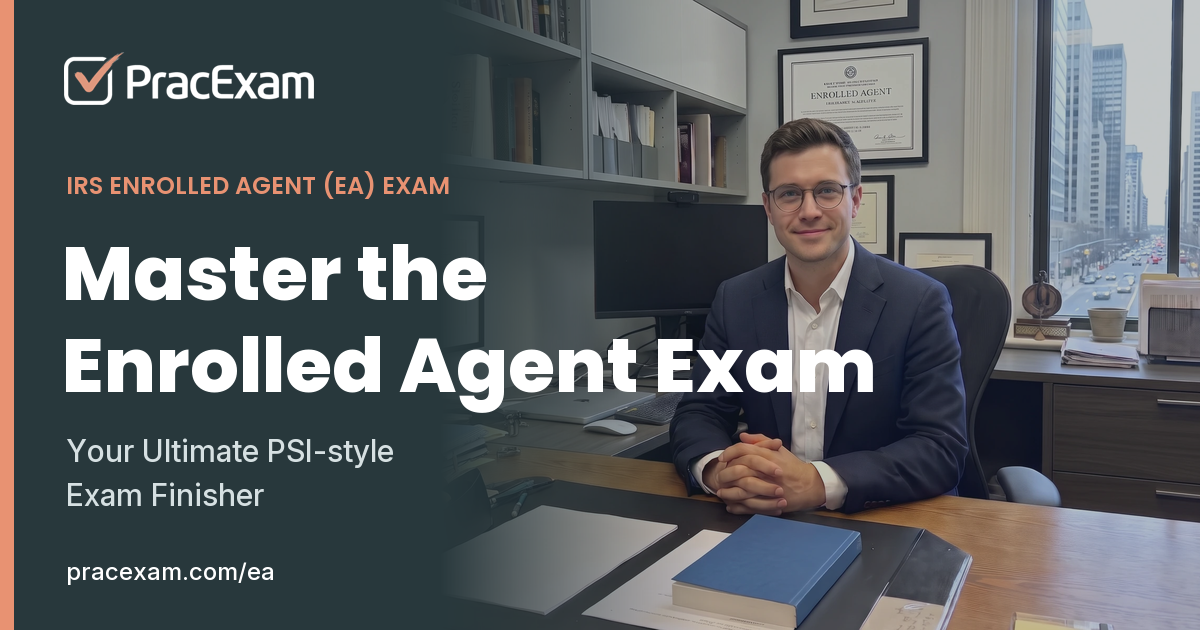 PracExam
IRS ENROLLED AGENT (EA) EXAM
Master the
Enrolled Agent Exam
Your Ultimate PSI-style
Exam Finisher
pracexam.com/ea
ENROLLED AGENT